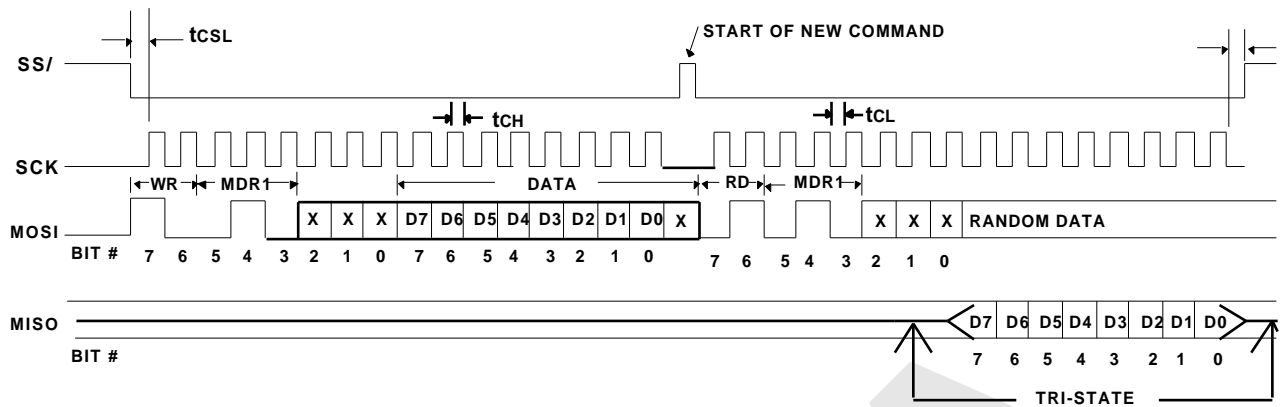 tCSL
START OF NEW COMMAND
SS/
tCH
tCL
SCK
WR MDR1 DATA RD MDR1
MOSI X X X D7 D6 D5 D4 D3 D2 D1 D0 X X X X RANDOM DATA
BIT # 7 6 5 4 3 2 1 0 7 6 5 4 3 2 1 0 7 6 5 4 3 2 1 0
MISO D7 D6 D5 D4 D3 D2 D1 D0
BIT # 7 6 5 4 3 2 1 0
TRI-STATE